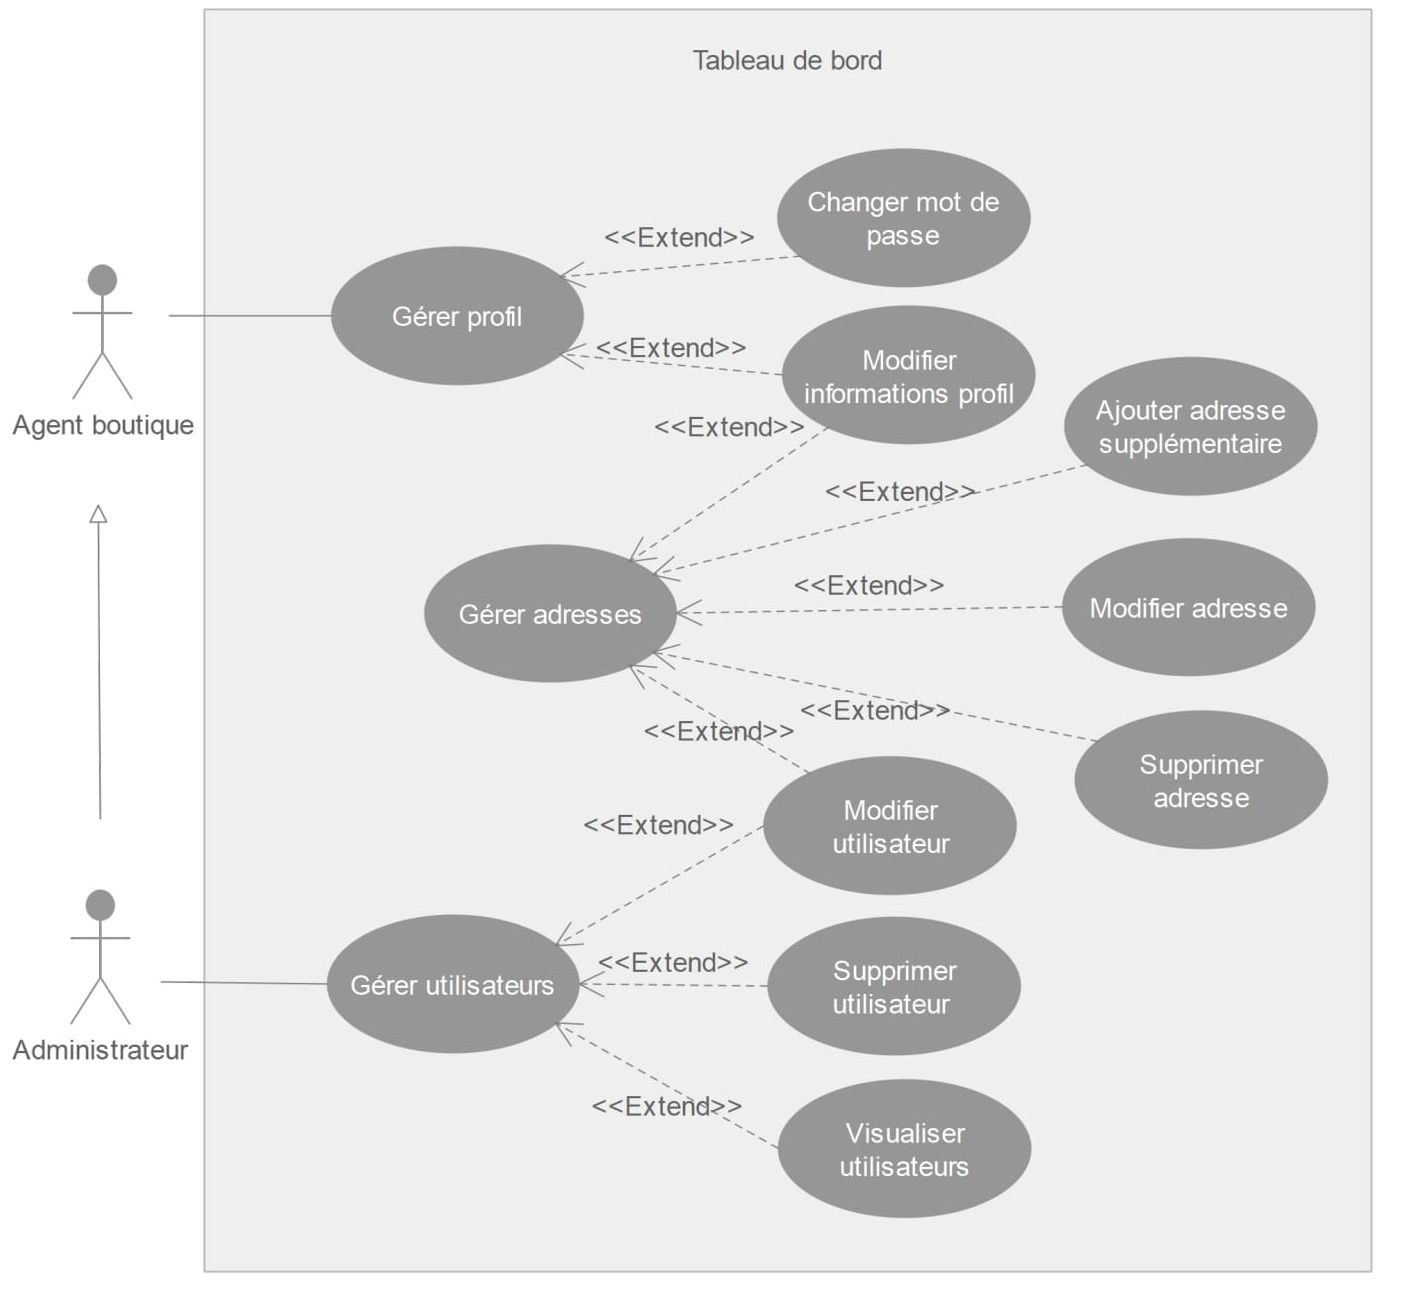 Tableau de bord
Changer mot de
passe
<<Extend>>
Gérer profil
<<Extend>>
Modifier
informations profil
Agent boutique
<<Extend>>
Ajouter adresse
supplémentaire
<<Extend>>
<<Extend>>
Gérer adresses
Modifier adresse
<<Extend>>
<<Extend>>
Supprimer
adresse
<<Extend>>
Modifier
utilisateur
Gérer utilisateurs
<<Extend>>
Supprimer
utilisateur
Administrateur
<<Extend>>
Visualiser
utilisateurs